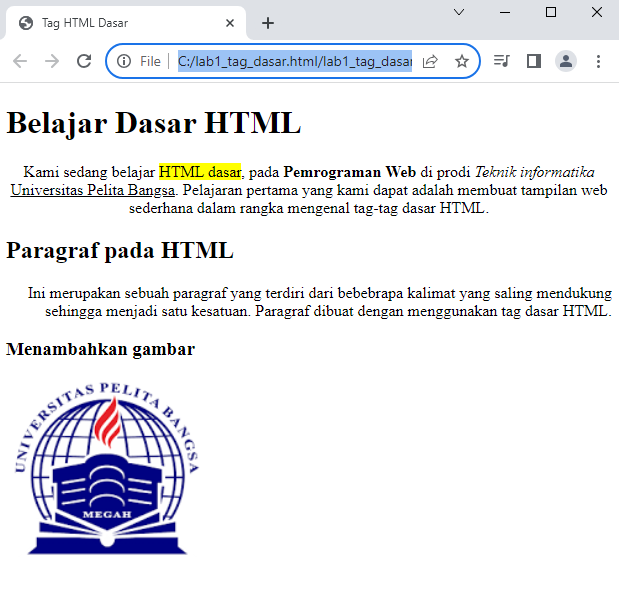 Tag HTML Dasar
File
C:/lab1_tag_dasar.html/lab1_tag_dasar
Belajar Dasar HTML
Kami sedang belajar HTML dasar, pada Pemrograman Web di prodi Teknik informatika
Universitas Pelita Bangsa. Pelajaran pertama yang kami dapat adalah membuat tampilan web
sederhana dalam rangka mengenal tag-tag dasar HTML.
Paragraf pada HTML
Ini merupakan sebuah paragraf yang terdiri dari bebebrapa kalimat yang saling mendukung
sehingga menjadi satu kesatuan. Paragraf dibuat dengan menggunakan tag dasar HTML.
Menambahkan gambar
UNIVERSITAS PELITA BANGSA
MEGAH